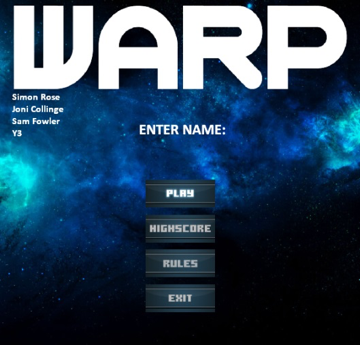 WARP
Simon Rose
Joni Collinge
Sam Fowler
Y3
ENTER NAME:
PLAY
HIGHSCORE
RULES
EXIT